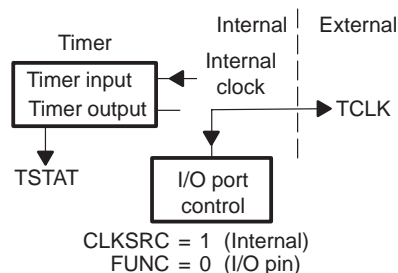 Internal
External
Timer
Timer input
Timer output
Internal
clock
TCLK
TSTAT
I/O port
control
CLKSRC = 1 (Internal)
FUNC = 0 (I/O pin)